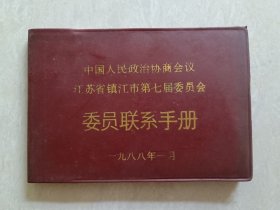 中国人民政治协商会议
江苏省镇江市第七届委员会
委员联系手册
一九八八年一月